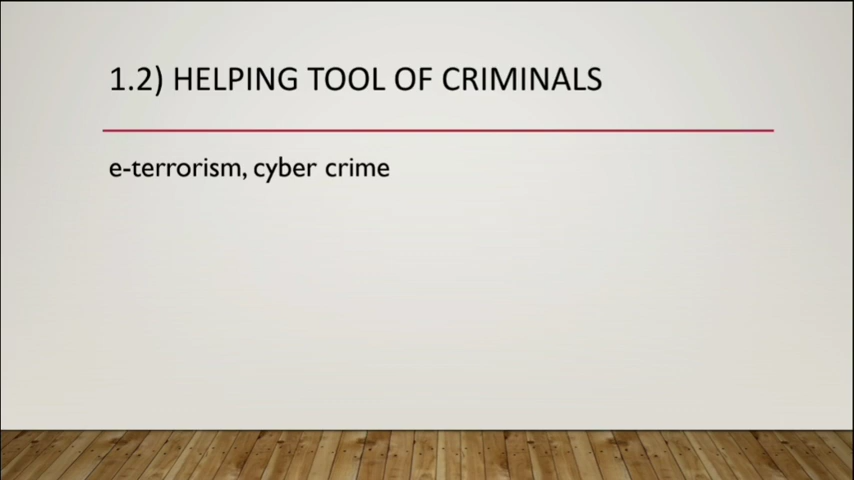 1.2) HELPING TOOL OF CRIMINALS
e-terrorism, cyber crime